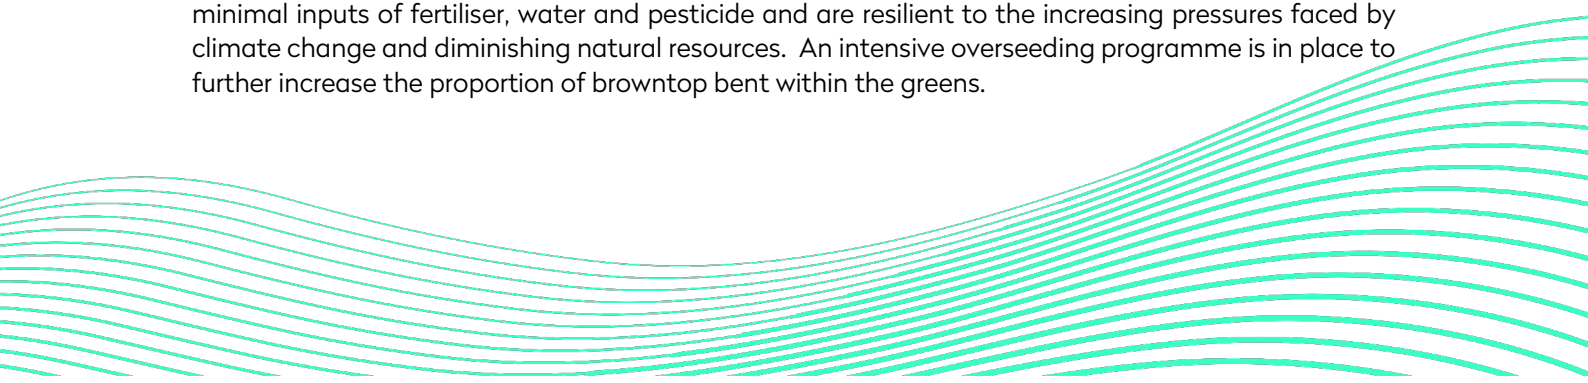 minimal inputs of fertiliser, water and pesticide and are resilient to the increasing pressures faced by
climate change and diminishing natural resources.  An intensive overseeding programme is in place to
further increase the proportion of browntop bent within the greens.